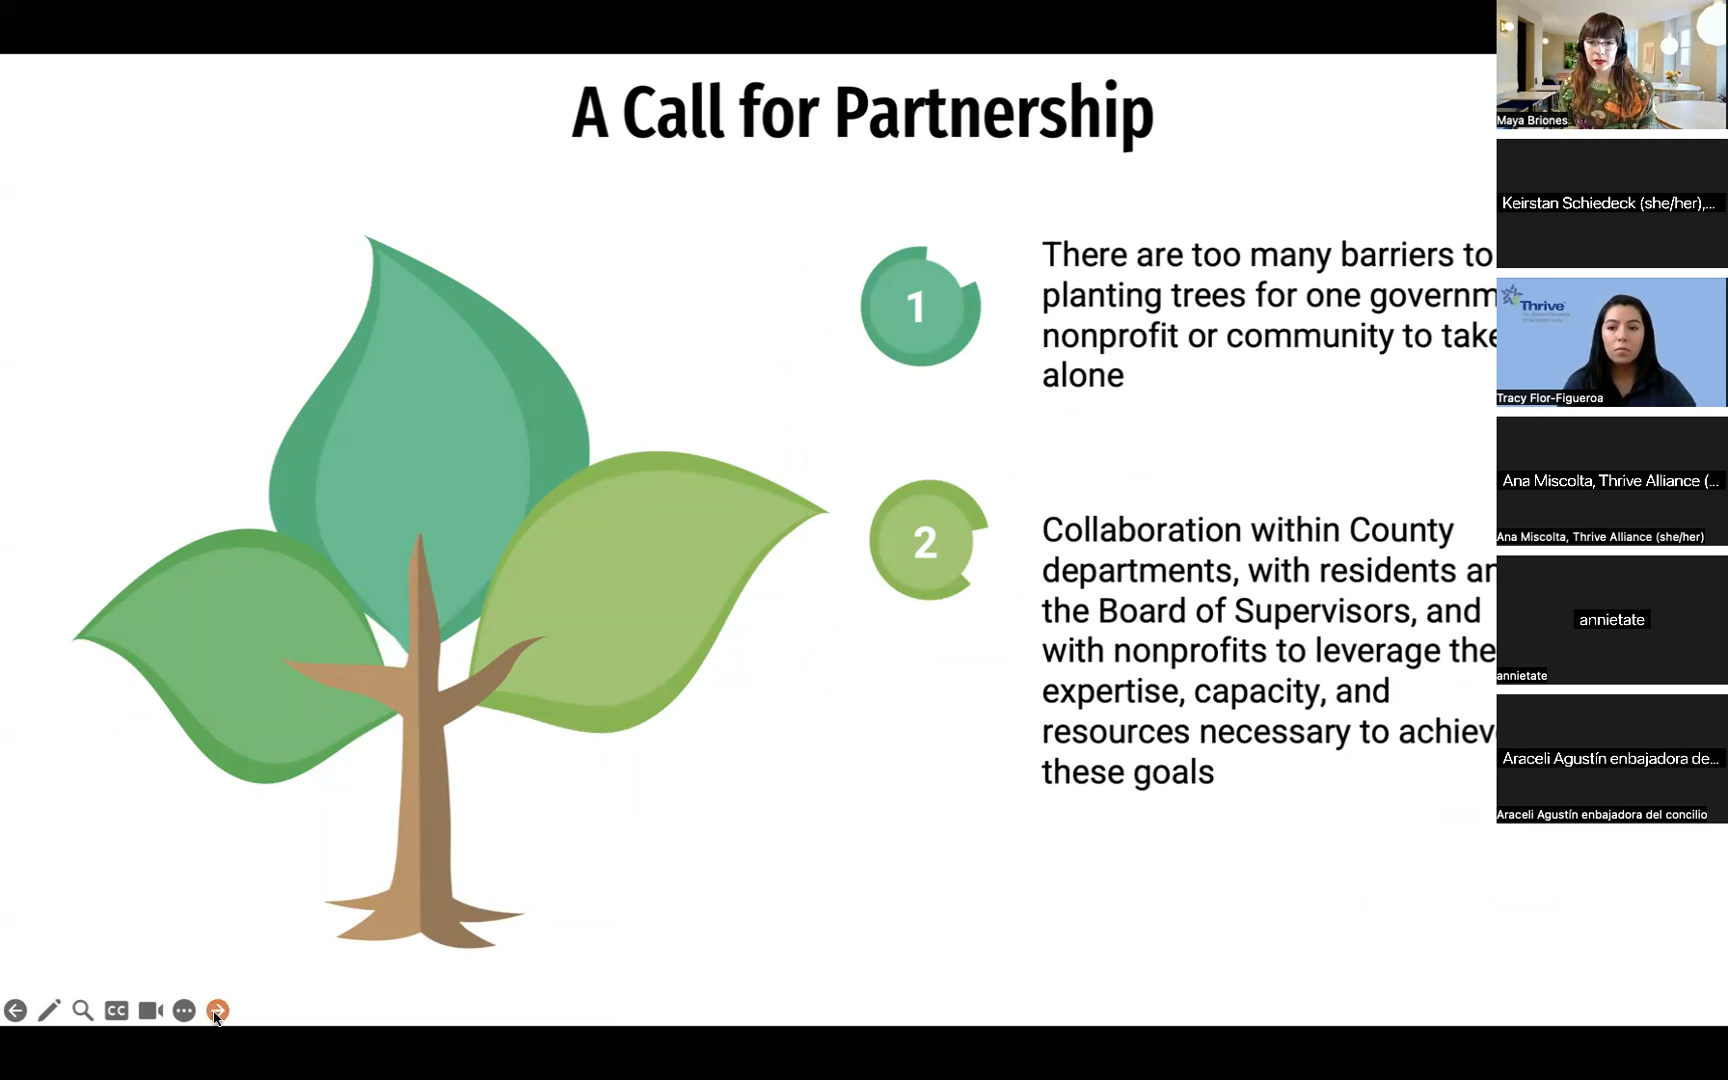 A Call for Partnership
1
There are too many barriers to
planting trees for one governm
nonprofit or community to take
alone
2
Collaboration within County
departments, with residents an
the Board of Supervisors, and
with nonprofits to leverage the
expertise, capacity, and
resources necessary to achiev
these goals
CC
Maya Briones
Keirstan Schiedeck (she/her),...
Thrive
Tracy Flor-Figueroa
Ana Miscolta, Thrive Alliance (...
Ana Miscolta, Thrive Alliance (she/her)
annietate
annietate
Araceli Agustín enbajadora de...
Araceli Agustín enbajadora del concilio